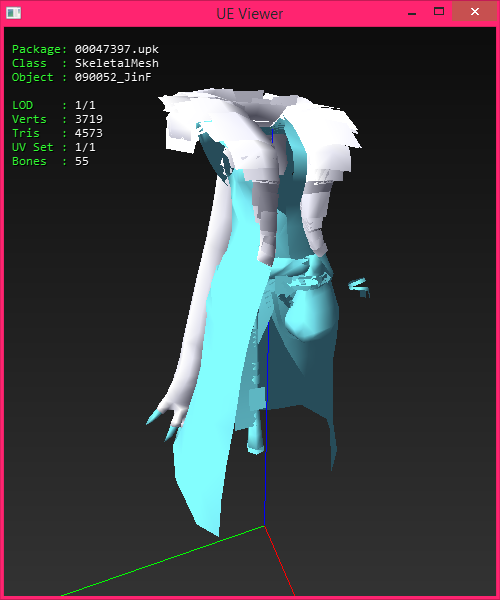 UE Viewer
Package: 00047397.upk
Class  : SkeletalMesh
Object : 090052_JinF
LOD    : 1/1
Verts  : 3719
Tris   : 4573
UV Set : 1/1
Bones  : 55